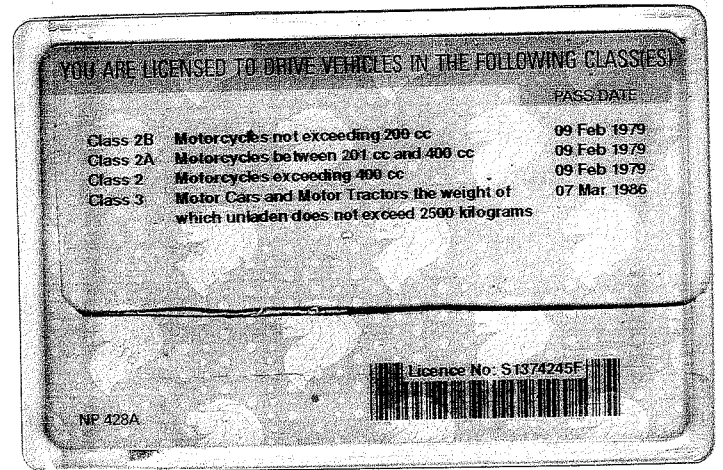 YOU ARE LICENSED TO DRIVE VEHICLES IN THE FOLLOWING CLASS(ES)
PASS DATE
Class 2B Motorcycles not exceeding 200 cc 09 Feb 1979
Class 2A Motorcycles between 201 cc and 400 cc 09 Feb 1979
Class 2 Motorcycles exceeding 400 cc 09 Feb 1979
Class 3 Motor Cars and Motor Tractors the weight of 07 Mar 1986
which unladen does not exceed 2500 kilograms
Licence No: S1374245F
NP 428A